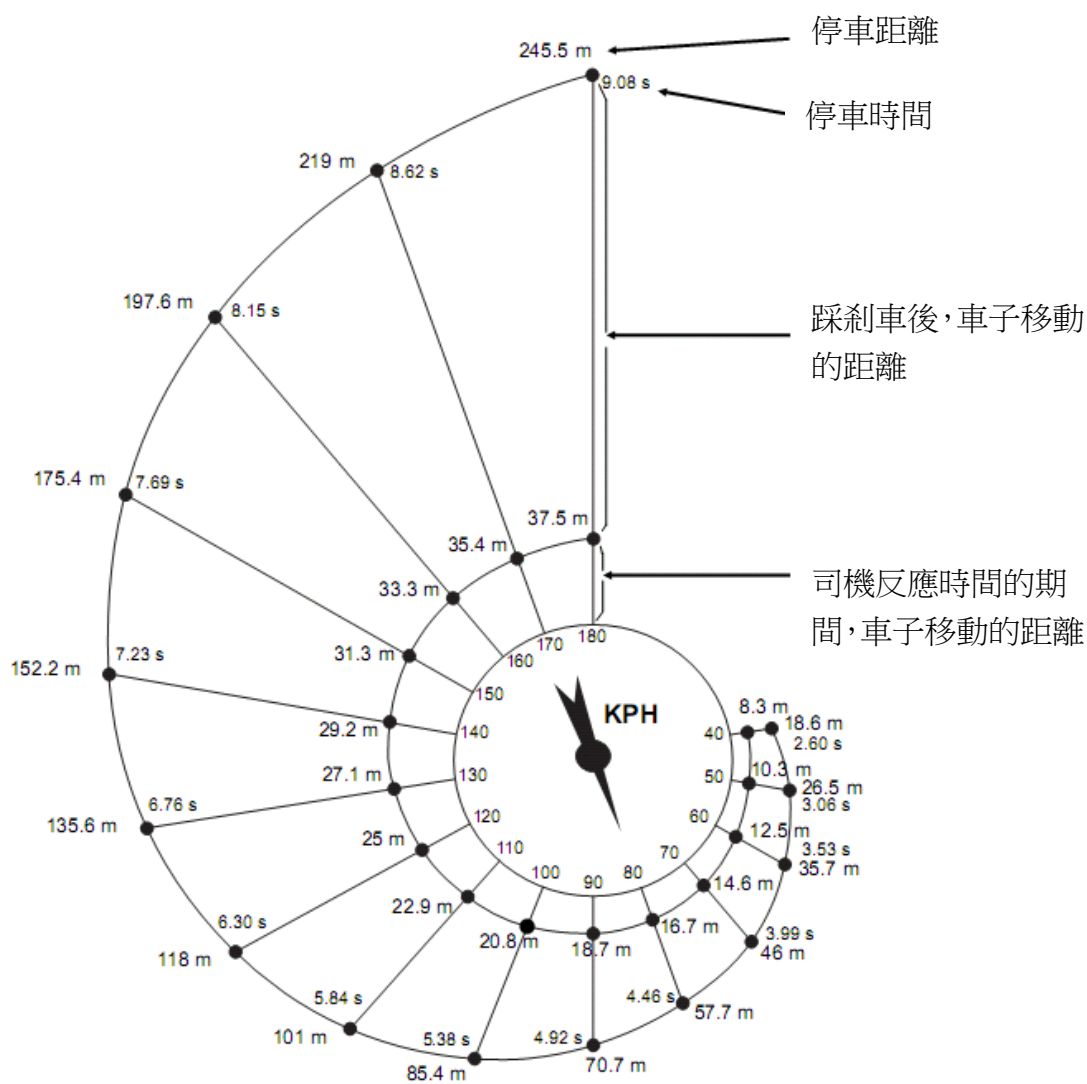 停車距離
245.5 m
9.08 s
停車時間
219 m
8.62 s
197.6 m
8.15 s
踩剎車後,車子移動
的距離
175.4 m
7.69 s
37.5 m
35.4 m
33.3 m
司機反應時間的期
間,車子移動的距離
31.3 m
180
170
160
150
152.2 m
7.23 s
29.2 m
140
KPH
40
8.3 m
18.6 m
2.60 s
27.1 m
130
50
10.3 m
26.5 m
3.06 s
135.6 m
6.76 s
25 m
120
60
12.5 m
3.53 s
35.7 m
110
100
90
80
70
14.6 m
22.9 m
20.8 m
18.7 m
16.7 m
6.30 s
118 m
3.99 s
46 m
5.84 s
101 m
5.38 s
85.4 m
4.92 s
70.7 m
4.46 s
57.7 m